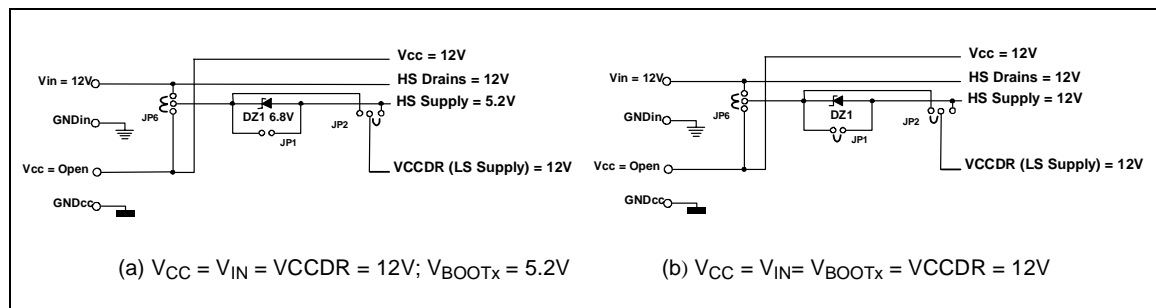 Vcc = 12V
Vin = 12V
HS Drains = 12V
HS Supply = 5.2V
JP6
DZ1 6.8V
JP2
GNDin
JP1
Vcc = Open
VCCDR (LS Supply) = 12V
GNDcc
(a) VCC = VIN = VCCDR = 12V; VBOOTx = 5.2V
Vcc = 12V
Vin = 12V
HS Drains = 12V
HS Supply = 12V
JP6
DZ1
JP2
GNDin
JP1
Vcc = Open
VCCDR (LS Supply) = 12V
GNDcc
(b) VCC = VIN= VBOOTx = VCCDR = 12V